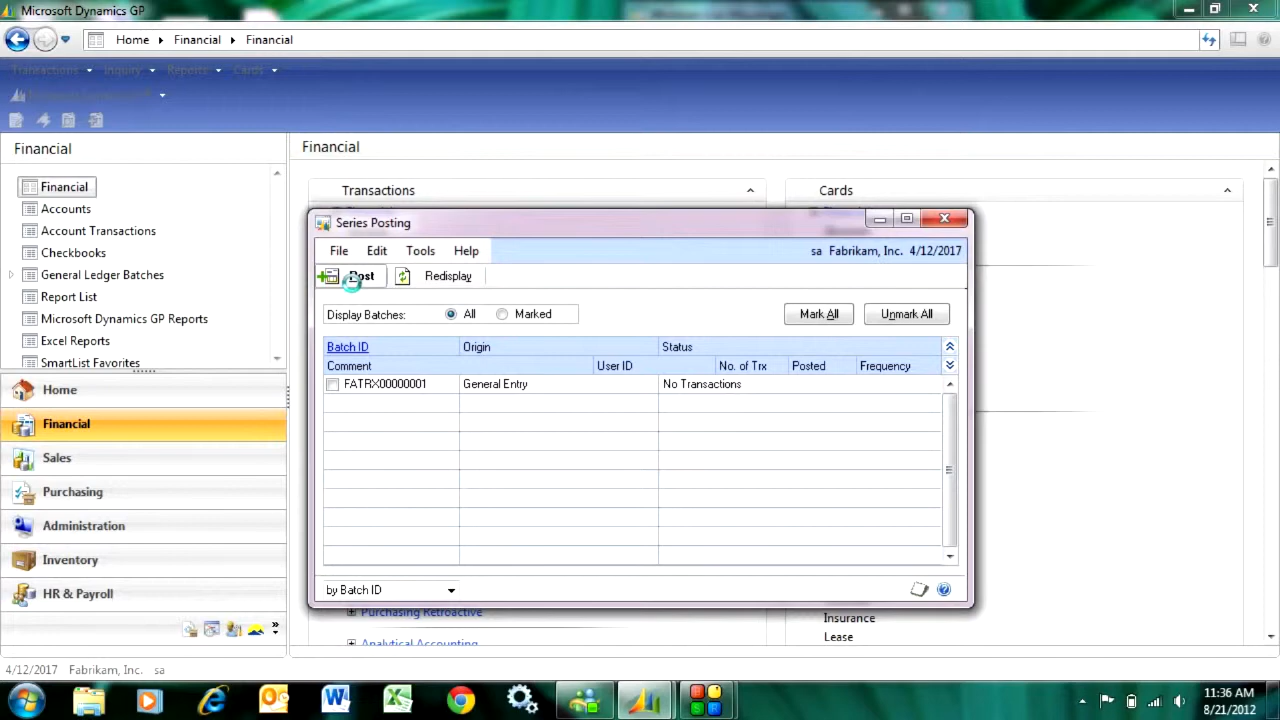 Microsoft Dynamics GP
Home Financial Financial
Transactions Inquiry Reports Cards
Financial
Financial
Financial
Transactions
Cards
Accounts
Account Transactions
Checkbooks
General Ledger Batches
Report List
Microsoft Dynamics GP Reports
Excel Reports
SmartList Favorites
Home
Financial
Sales
Purchasing
Administration
Inventory
HR & Payroll
Series Posting
File Edit Tools Help
sa Fabrikam, Inc. 4/12/2017
Post Redisplay
Display Batches: All Marked
Mark All Unmark All
Batch ID Origin Status
Comment User ID No. of Trx Posted Frequency
FATRX00000001 General Entry No Transactions
by Batch ID
Purchasing Retroactive
Analytical Accounting
Insurance
Lease
4/12/2017 Fabrikam, Inc. sa
11:36 AM
8/21/2012